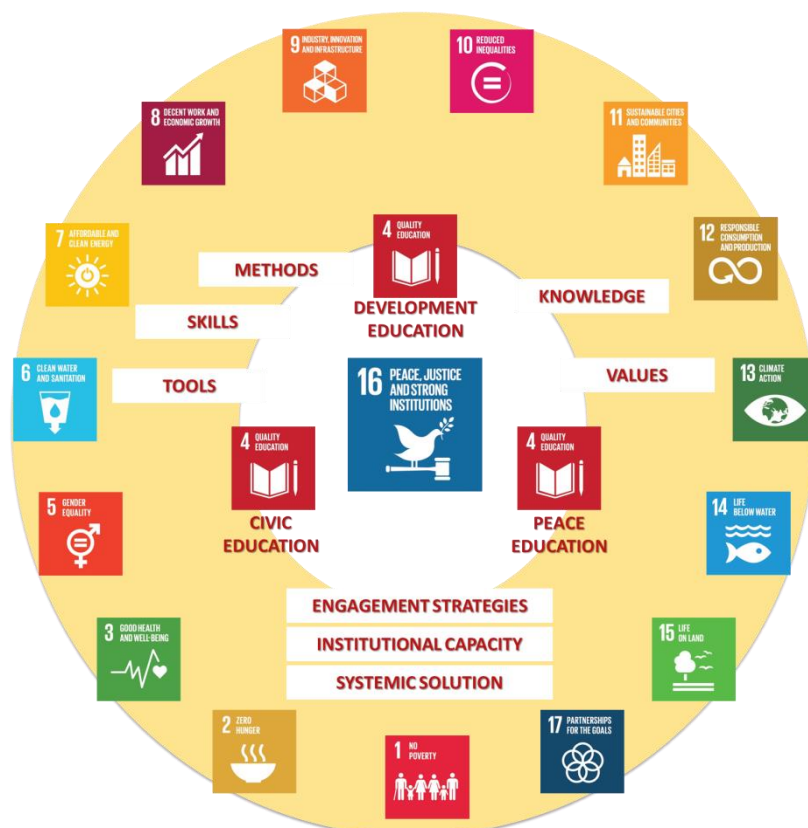 9 INDUSTRY, INNOVATION
AND INFRASTRUCTURE
10 REDUCED
INEQUALITIES
8 DECENT WORK AND
ECONOMIC GROWTH
11 SUSTAINABLE CITIES
AND COMMUNITIES
7 AFFORDABLE AND
CLEAN ENERGY
4 QUALITY
EDUCATION
12 RESPONSIBLE
CONSUMPTION
AND PRODUCTION
METHODS
DEVELOPMENT
EDUCATION
KNOWLEDGE
SKILLS
6 CLEAN WATER
AND SANITATION
TOOLS
16 PEACE, JUSTICE
AND STRONG
INSTITUTIONS
VALUES
13 CLIMATE
ACTION
4 QUALITY
EDUCATION
CIVIC
EDUCATION
4 QUALITY
EDUCATION
PEACE
EDUCATION
5 GENDER
EQUALITY
14 LIFE
BELOW WATER
ENGAGEMENT STRATEGIES
INSTITUTIONAL CAPACITY
SYSTEMIC SOLUTION
3 GOOD HEALTH
AND WELL-BEING
15 LIFE
ON LAND
2 ZERO
HUNGER
1 NO
POVERTY
17 PARTNERSHIPS
FOR THE GOALS